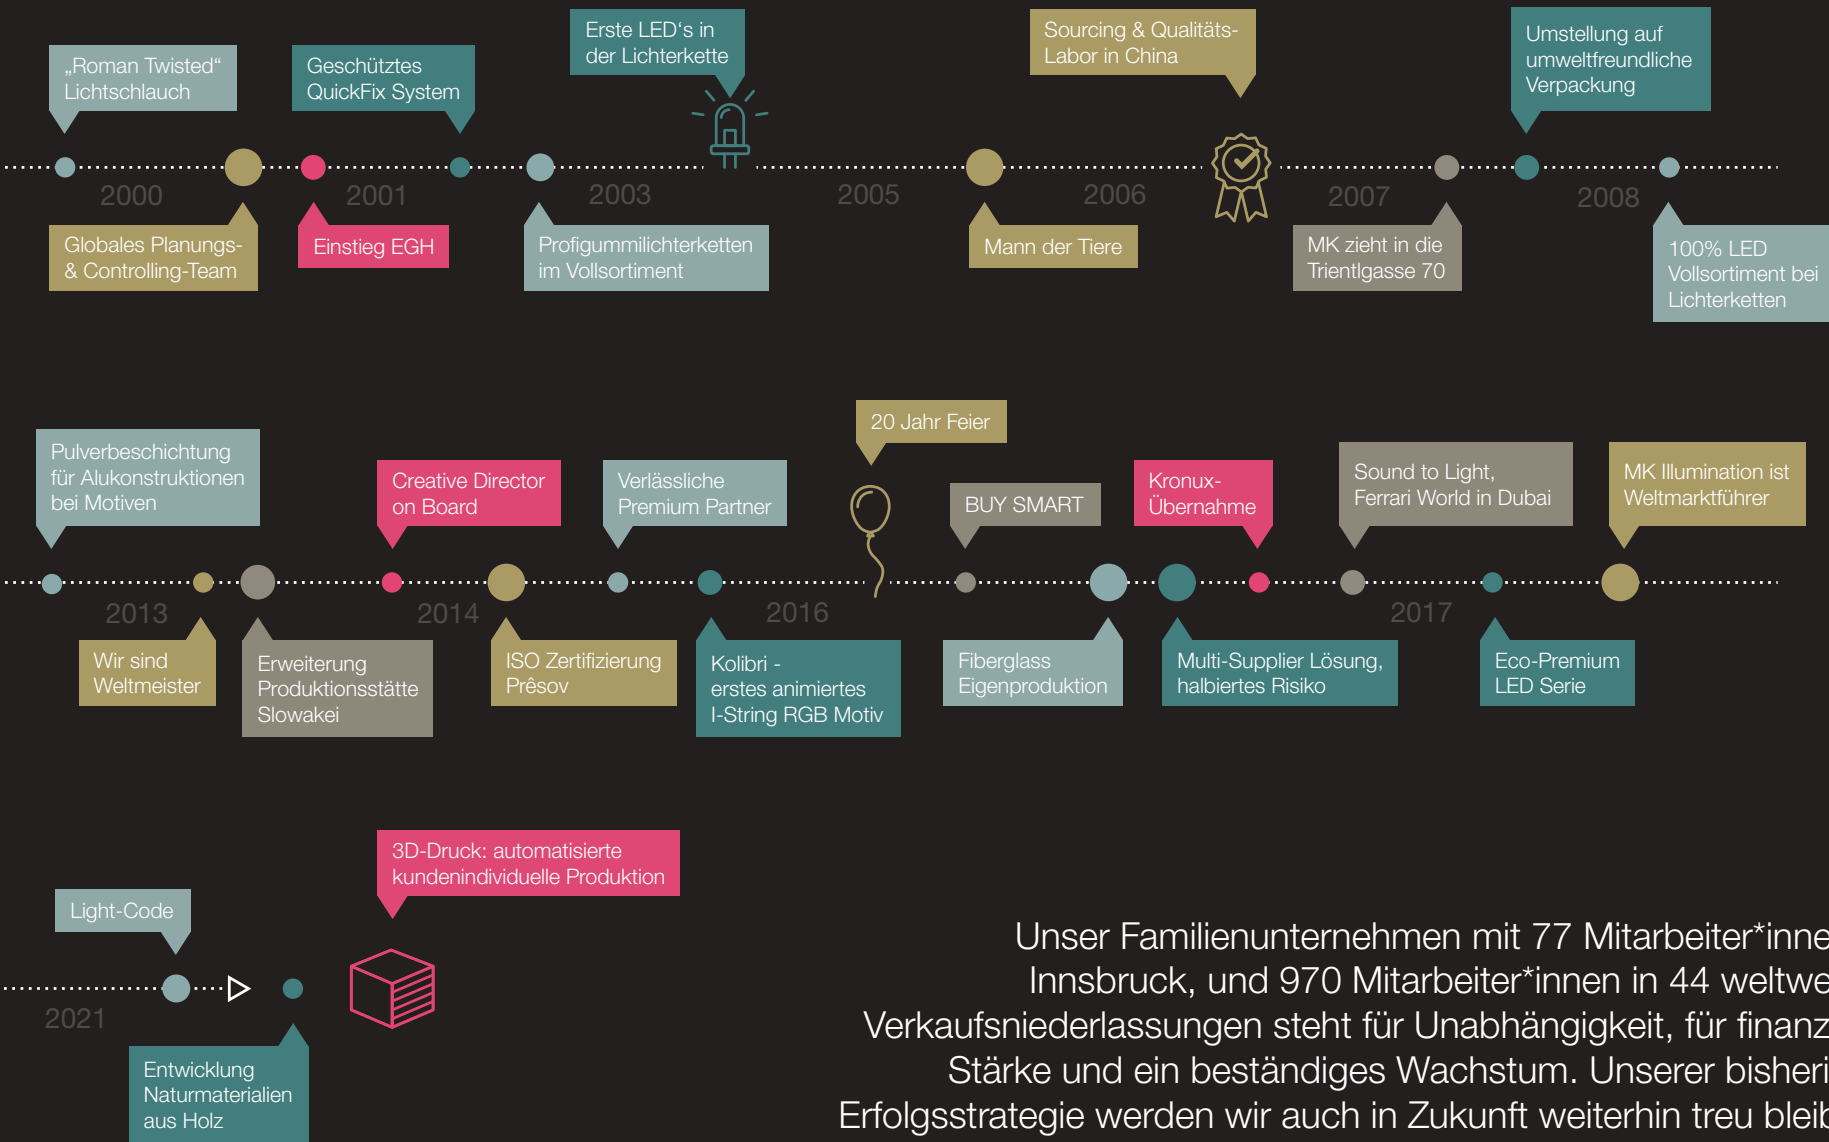 „Roman Twisted“
Lichtschlauch
Geschütztes
QuickFix System
Erste LED‘s in
der Lichterkette
Sourcing & Qualitäts-
Labor in China
Umstellung auf
umweltfreundliche
Verpackung
2000
2001
2003
2005
2006
2007
2008
Globales Planungs-
& Controlling-Team
Einstieg EGH
Profigummilichterketten
im Vollsortiment
Mann der Tiere
MK zieht in die
Trientlgasse 70
100% LED
Vollsortiment bei
Lichterketten
Pulverbeschichtung
für Alukonstruktionen
bei Motiven
Creative Director
on Board
Verlässliche
Premium Partner
20 Jahr Feier
BUY SMART
Kronux-
Übernahme
Sound to Light,
Ferrari World in Dubai
MK Illumination ist
Weltmarktführer
2013
2014
2016
2017
Wir sind
Weltmeister
Erweiterung
Produktionsstätte
Slowakei
ISO Zertifizierung
Prêsov
Kolibri -
erstes animiertes
I-String RGB Motiv
Fiberglass
Eigenproduktion
Multi-Supplier Lösung,
halbiertes Risiko
Eco-Premium
LED Serie
Light-Code
3D-Druck: automatisierte
kundenindividuelle Produktion
2021
Entwicklung
Naturmaterialien
aus Holz
Unser Familienunternehmen mit 77 Mitarbeiter*inne
Innsbruck, und 970 Mitarbeiter*innen in 44 weltwe
Verkaufsniederlassungen steht für Unabhängigkeit, für finanz
Stärke und ein beständiges Wachstum. Unserer bisheri
Erfolgsstrategie werden wir auch in Zukunft weiterhin treu bleib